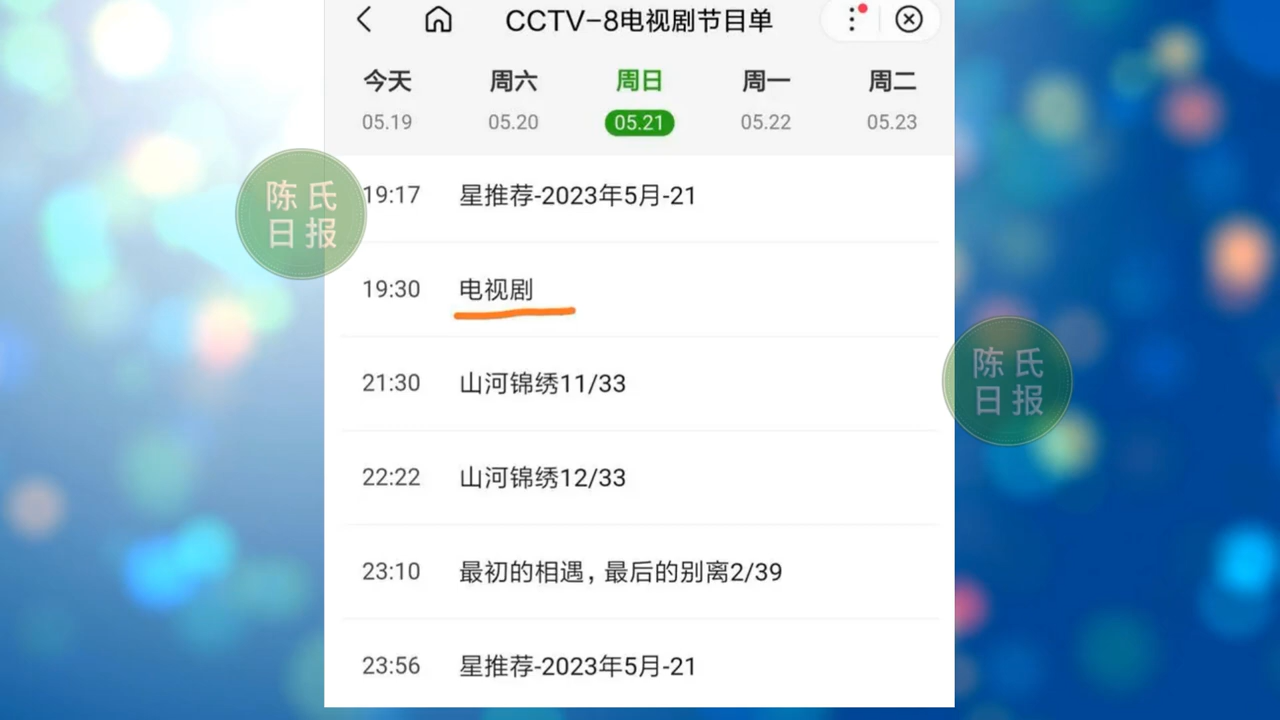 CCTV-8电视剧节目单
今天 周六 周日 周一 周二
05.19 05.20 05.21 05.22 05.23
19:17 星推荐-2023年5月-21
19:30 电视剧
21:30 山河锦绣11/33
22:22 山河锦绣12/33
23:10 最初的相遇，最后的别离2/39
23:56 星推荐-2023年5月-21
陈氏
日报
陈氏
日报